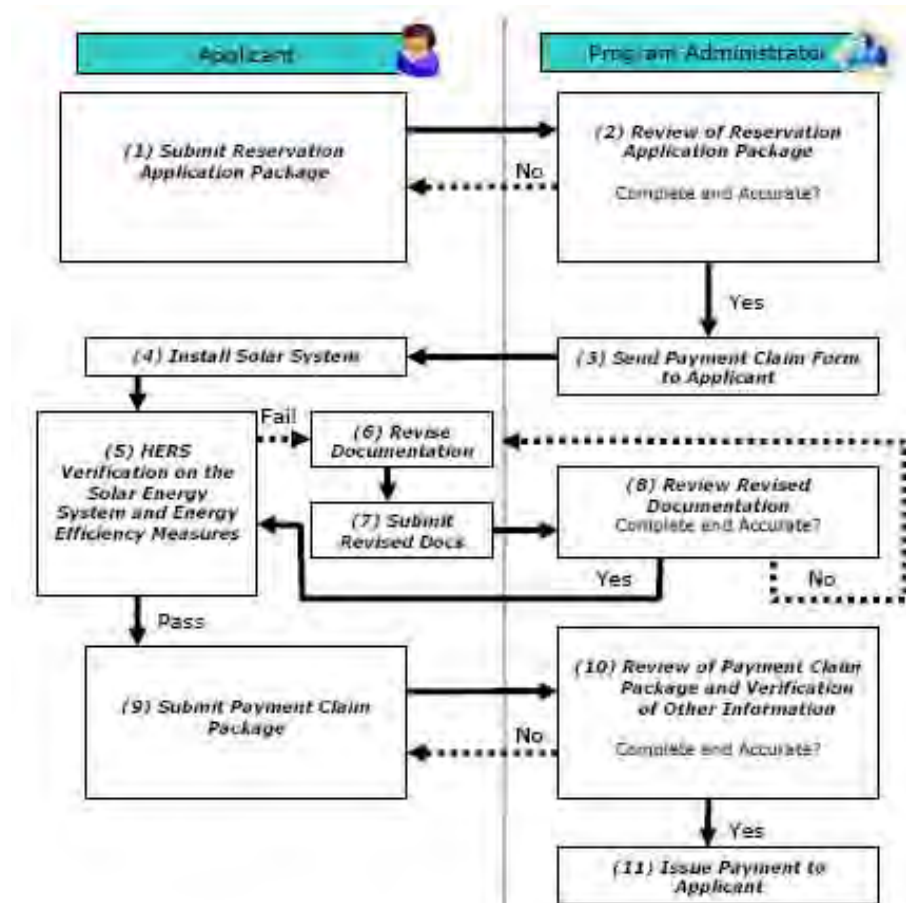 Applicant
Program Administrator
(1) Submit Reservation
Application Package
(2) Review of Reservation
Application Package
Complete and Accurate?
No
Yes
(3) Send Payment Claim Form
to Applicant
(4) Install Solar System
(5) HERS
Verification on the
Solar Energy
System and Energy
Efficiency Measures
Fail
(6) Revise
Documentation
(7) Submit
Revised Docs
(8) Review Revised
Documentation
Complete and Accurate?
Yes
No
Pass
(9) Submit Payment Claim
Package
(10) Review of Payment Claim
Package and Verification
of Other Information
Complete and Accurate?
No
Yes
(11) Issue Payment to
Applicant